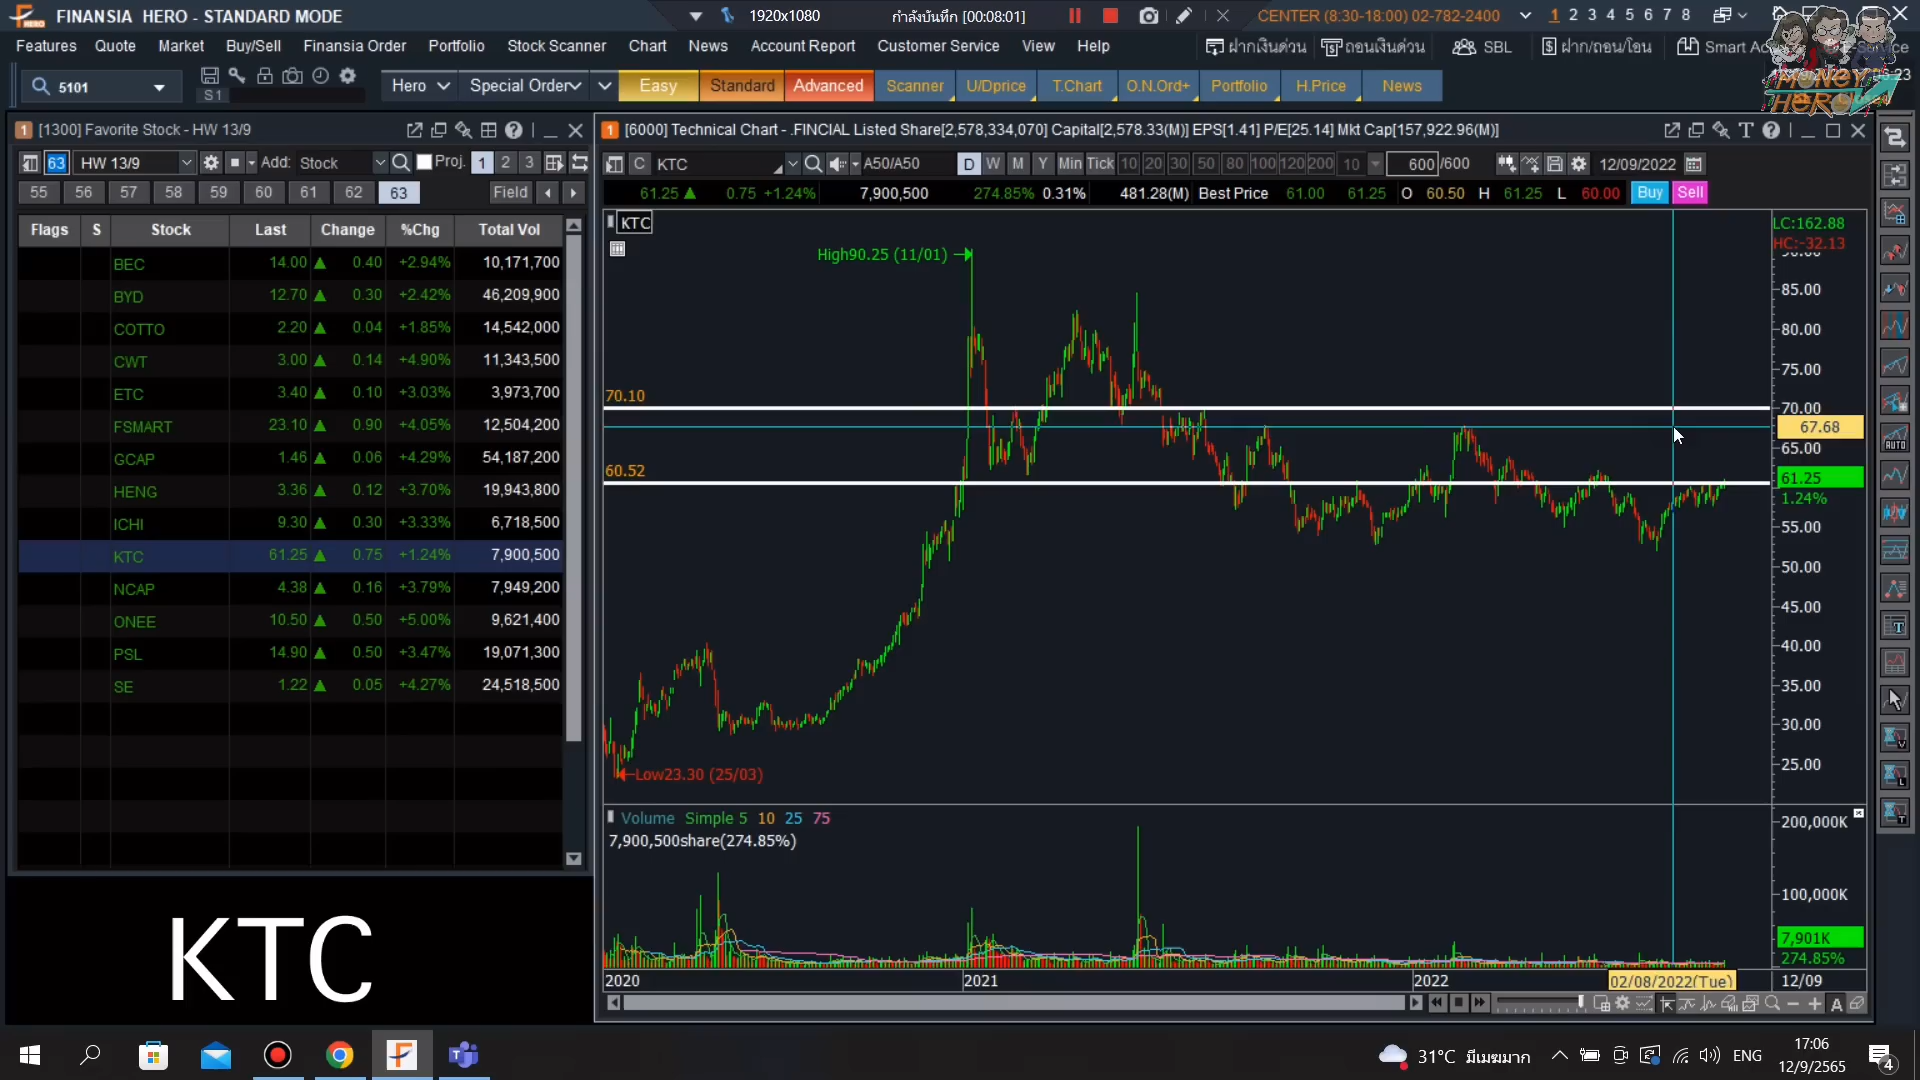 FINANSIA HERO - STANDARD MODE
1920x1080
กำลังบันทึก [00:08:01]
CENTER (8:30-18:00) 02-782-2400
1 2 3 4 5 6 7 8
Features Quote Market Buy/Sell Finansia Order Portfolio Stock Scanner Chart News Account Report Customer Service View Help
ฝากเงินด่วน ถอนเงินด่วน SBL ฝาก/ถอน/โอน
MONEY HERO
5101
S1
Hero Special Order Easy Standard Advanced Scanner U/Dprice T.Chart O.N.Ord+ Portfolio H.Price News
1 [1300] Favorite Stock - HW 13/9
63 HW 13/9 Add: Stock Proj. 1 2 3
55 56 57 58 59 60 61 62 63 Field
Flags S Stock Last Change %Chg Total Vol
BEC 14.00 ▲ 0.40 +2.94% 10,171,700
BYD 12.70 ▲ 0.30 +2.42% 46,209,900
COTTO 2.20 ▲ 0.04 +1.85% 14,542,000
CWT 3.00 ▲ 0.14 +4.90% 11,343,500
ETC 3.40 ▲ 0.10 +3.03% 3,973,700
FSMART 23.10 ▲ 0.90 +4.05% 12,504,200
GCAP 1.46 ▲ 0.06 +4.29% 54,187,200
HENG 3.36 ▲ 0.12 +3.70% 19,943,800
ICHI 9.30 ▲ 0.30 +3.33% 6,718,500
KTC 61.25 ▲ 0.75 +1.24% 7,900,500
NCAP 4.38 ▲ 0.16 +3.79% 7,949,200
ONEE 10.50 ▲ 0.50 +5.00% 9,621,400
PSL 14.90 ▲ 0.50 +3.47% 19,071,300
SE 1.22 ▲ 0.05 +4.27% 24,518,500
KTC
1 [6000] Technical Chart - .FINCIAL Listed Share[2,578,334,070] Capital[2,578.33(M)] EPS[1.41] P/E[25.14] Mkt Cap[157,922.96(M)]
C KTC A50/A50 D W M Y Min Tick 10 20 30 50 80 100 120 200 10 600 /600 12/09/2022
61.25 ▲ 0.75 +1.24% 7,900,500 274.85% 0.31% 481.28(M) Best Price 61.00 61.25 O 60.50 H 61.25 L 60.00 Buy Sell
KTC
LC:162.88
HC:-32.13
High90.25 (11/01)
85.00
80.00
75.00
70.10
70.00
67.68
65.00
60.52
61.25
1.24%
55.00
50.00
45.00
40.00
35.00
30.00
Low23.30 (25/03)
25.00
Volume Simple 5 10 25 75
7,900,500share(274.85%)
200,000K
100,000K
7,901K
274.85%
2020 2021 2022 02/08/2022(Tue) 12/09
A
31°C มีเมฆมาก ENG
17:06
12/9/2565
4